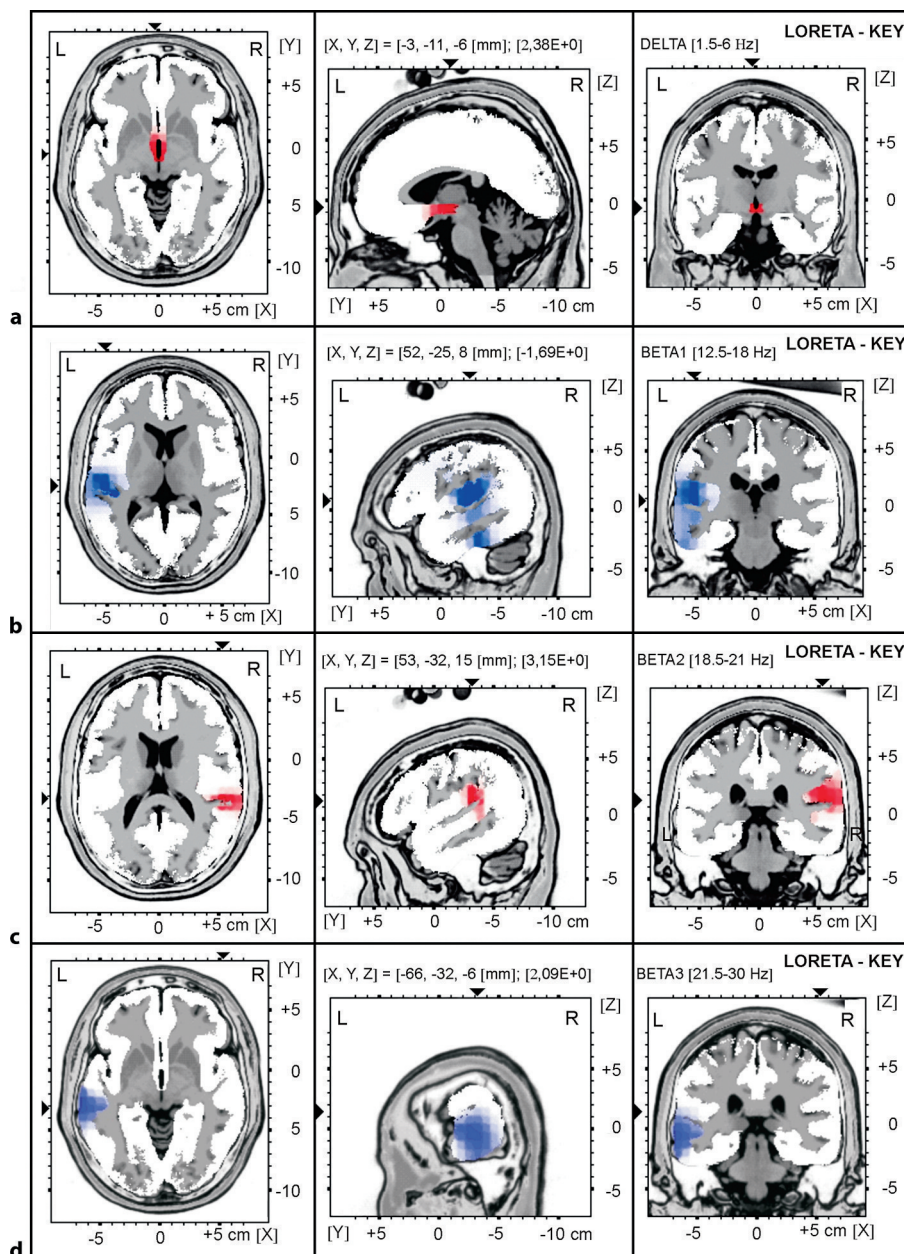 LORETA - KEY
L R [Y] [X, Y, Z] = [-3, -11, -6 [mm]; [2,38E+0] DELTA [1.5-6 Hz]
L R [Z] L R [Z]
+5 +5 +5
0 0 0
5 -5 -5
-10
-5 0 +5 cm [X] [Y] +5 0 -5 -10 cm -5 0 +5 cm [X]
a
LORETA - KEY
L R [Y] [X, Y, Z] = [52, -25, 8 [mm]; [-1,69E+0] BETA1 [12.5-18 Hz]
L R [Z] L R [Z]
+5 +5 +5
0 0 0
5 -5 -5
-10
-5 0 +5 cm [X] [Y] +5 0 -5 -10 cm -5 0 +5 cm [X]
b
LORETA - KEY
L R [Y] [X, Y, Z] = [53, -32, 15 [mm]; [3,15E+0] BETA2 [18.5-21 Hz]
L R [Z] L R [Z]
+5 +5 +5
0 0 0
L R
-5 -5 -5
-10
-5 0 +5 cm [X] [Y] +5 0 -5 -10 cm -5 0 +5 cm [X]
c
LORETA - KEY
L R [Y] [X, Y, Z] = [-66, -32, -6 [mm]; [2,09E+0] BETA3 [21.5-30 Hz]
L R [Z] L R [Z]
+5 +5 +5
0 0 0
5 -5 -5
-10
-5 0 +5 cm [X] [Y] +5 0 -5 -10 cm -5 0 +5 cm [X]
d